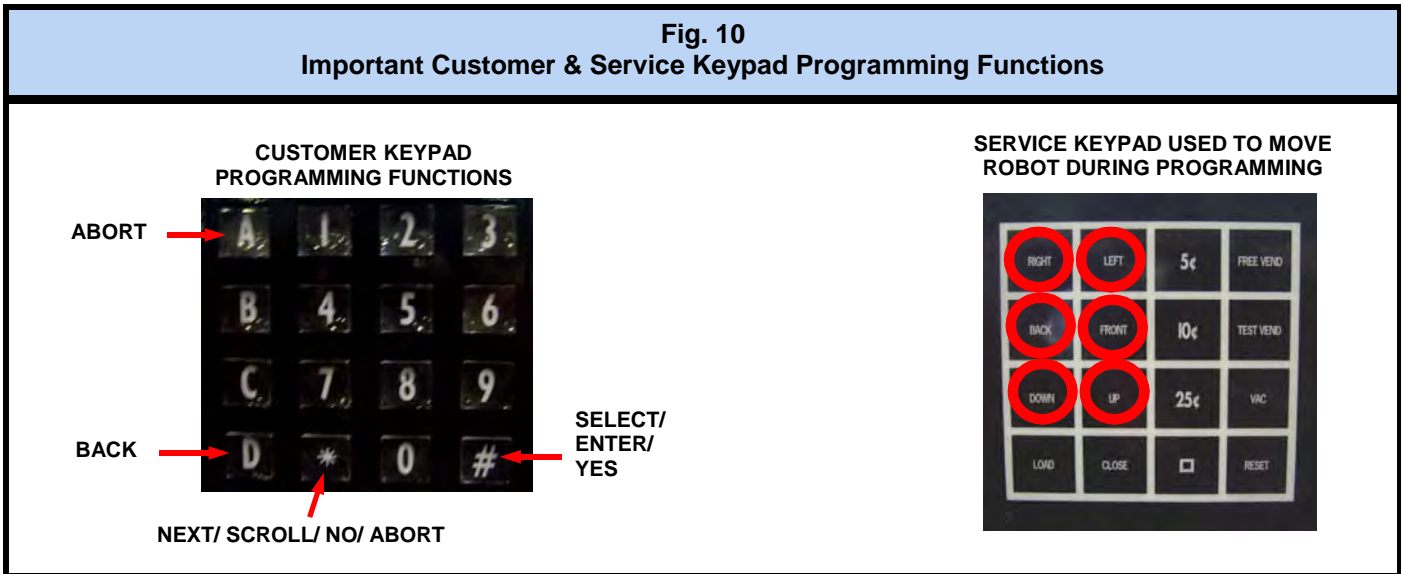 Fig. 10
Important Customer & Service Keypad Programming Functions
CUSTOMER KEYPAD
PROGRAMMING FUNCTIONS
ABORT
A 1 2 3
B 4 5 6
C 7 8 9
D * 0 #
BACK
SELECT/
ENTER/
YES
NEXT/ SCROLL/ NO/ ABORT
SERVICE KEYPAD USED TO MOVE
ROBOT DURING PROGRAMMING
RIGHT LEFT 5¢ FREE VEND
BACK FRONT 10¢ TEST VEND
DOWN UP 25¢ VAC
LOAD CLOSE RESET